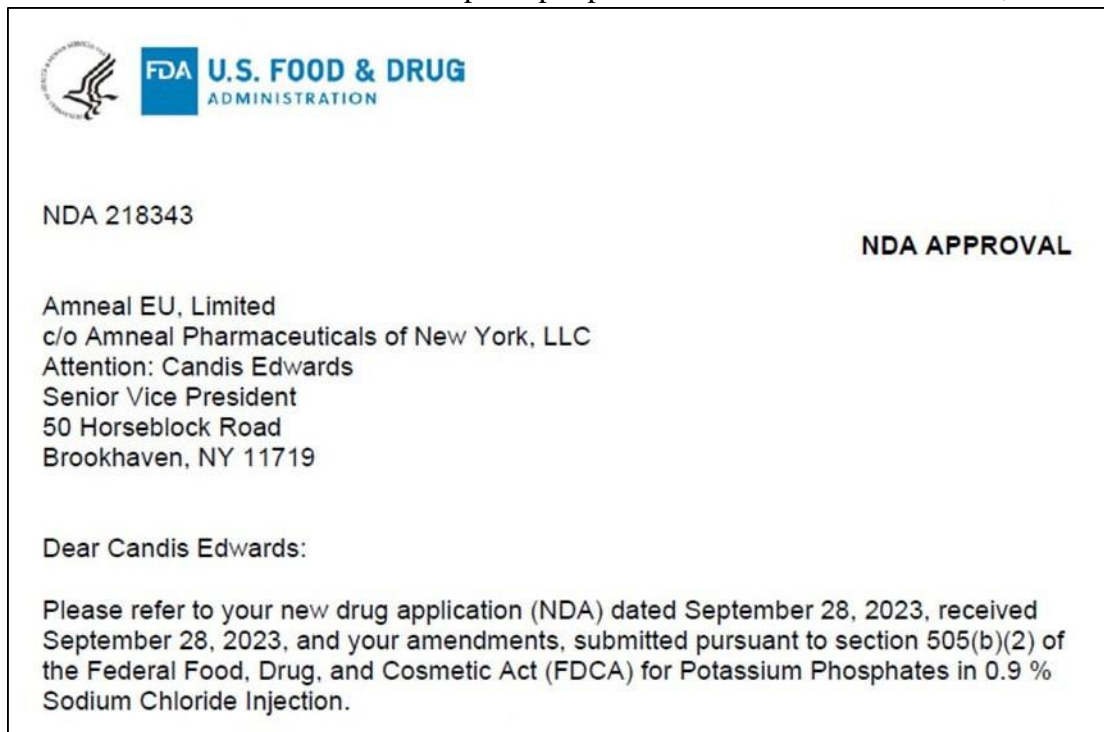 FDA U.S. FOOD & DRUG
ADMINISTRATION
NDA 218343
NDA APPROVAL
Amneal EU, Limited
c/o Amneal Pharmaceuticals of New York, LLC
Attention: Candis Edwards
Senior Vice President
50 Horseblock Road
Brookhaven, NY 11719
Dear Candis Edwards:
Please refer to your new drug application (NDA) dated September 28, 2023, received
September 28, 2023, and your amendments, submitted pursuant to section 505(b)(2) of
the Federal Food, Drug, and Cosmetic Act (FDCA) for Potassium Phosphates in 0.9 %
Sodium Chloride Injection.